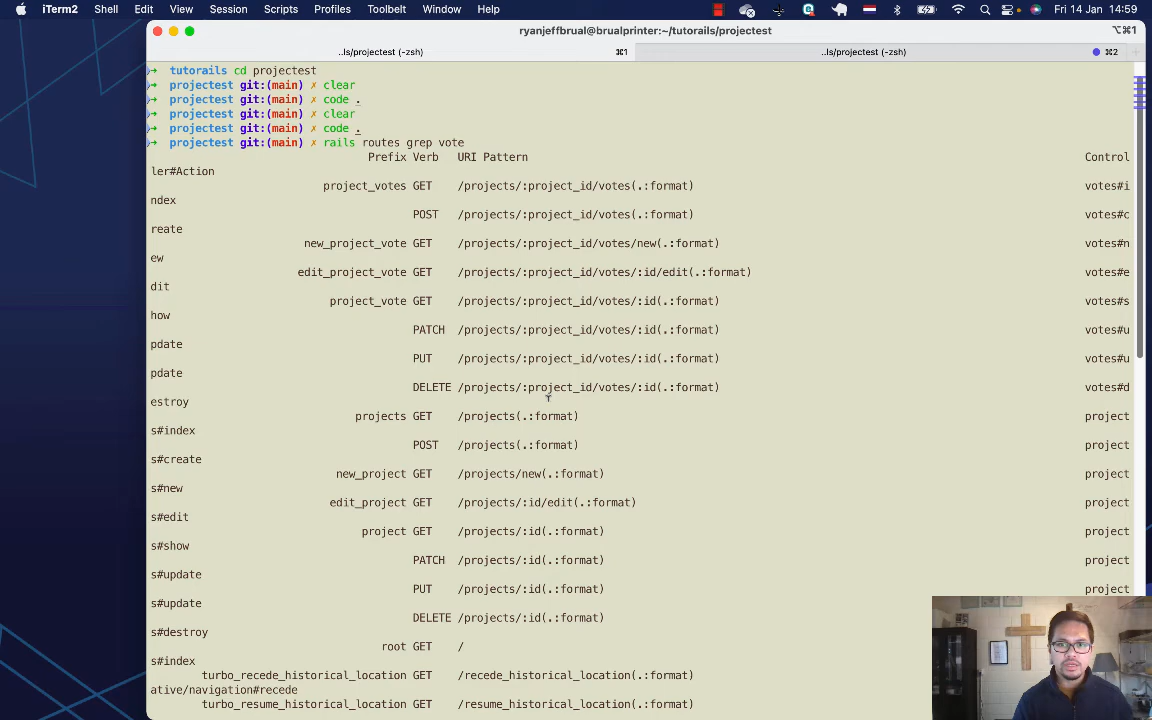 iTerm2 Shell Edit View Session Scripts Profiles Toolbelt Window Help Fri 14 Jan 14:59
ryanjeffbrual@brualprinter:~/tutorails/projectest ⌥⌘1
..ls/projectest (-zsh) ⌘1 ..ls/projectest (-zsh) ⌘2
→ tutorails cd projectest
→ projectest git:(main) ✗ clear
→ projectest git:(main) ✗ code .
→ projectest git:(main) ✗ clear
→ projectest git:(main) ✗ code .
→ projectest git:(main) ✗ rails routes grep vote
Prefix Verb URI Pattern Control
ler#Action
project_votes GET /projects/:project_id/votes(.:format) votes#i
ndex
POST /projects/:project_id/votes(.:format) votes#c
reate
new_project_vote GET /projects/:project_id/votes/new(.:format) votes#n
ew
edit_project_vote GET /projects/:project_id/votes/:id/edit(.:format) votes#e
dit
project_vote GET /projects/:project_id/votes/:id(.:format) votes#s
how
PATCH /projects/:project_id/votes/:id(.:format) votes#u
pdate
PUT /projects/:project_id/votes/:id(.:format) votes#u
pdate
DELETE /projects/:project_id/votes/:id(.:format) votes#d
estroy
projects GET /projects(.:format) project
s#index
POST /projects(.:format) project
s#create
new_project GET /projects/new(.:format) project
s#new
edit_project GET /projects/:id/edit(.:format) project
s#edit
project GET /projects/:id(.:format) project
s#show
PATCH /projects/:id(.:format) project
s#update
PUT /projects/:id(.:format) project
s#update
DELETE /projects/:id(.:format)
s#destroy
root GET /
s#index
turbo_recede_historical_location GET /recede_historical_location(.:format)
ative/navigation#recede
turbo_resume_historical_location GET /resume_historical_location(.:format)